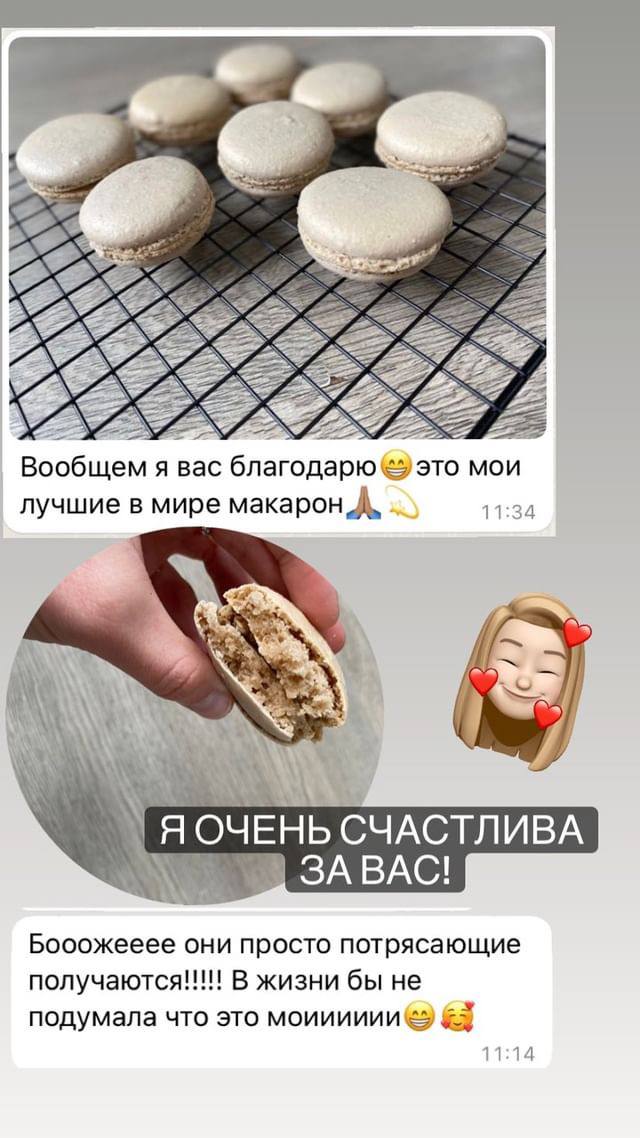 Вообщем я вас благодарю😁это мои
лучшие в мире макарон🙏🏽💫
11:34
Я ОЧЕНЬ СЧАСТЛИВА
ЗА ВАС!
Бооожееее они просто потрясающие
получаются!!!!! В жизни бы не
подумала что это моиииииии😁🥰
11:14